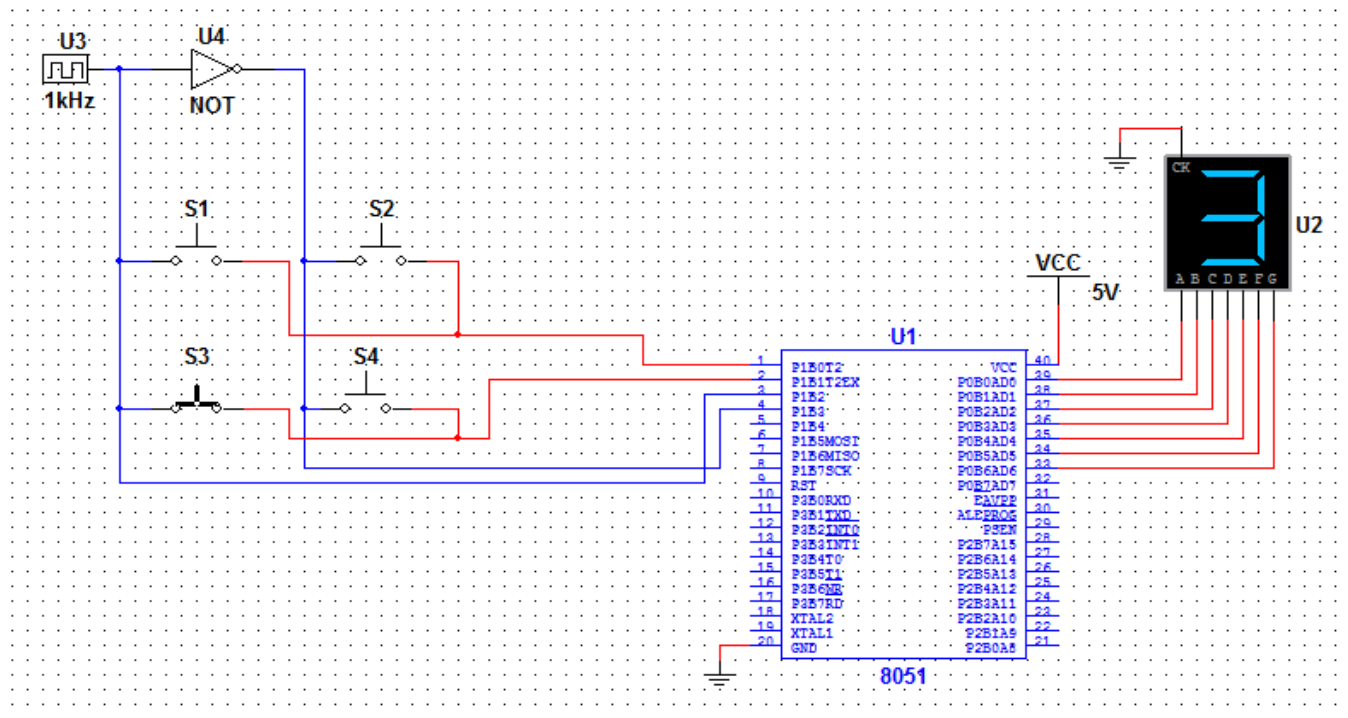 U3
U4
1kHz
NOT
S1
S2
S3
S4
CK
U2
A B C D E F G
VCC
5V
U1
1 P1B0T2 VCC 40
2 P1B1T2EX P0B0AD0 39
3 P1B2 P0B1AD1 38
4 P1B3 P0B2AD2 37
5 P1B4 P0B3AD3 36
6 P1B5MOSI P0B4AD4 35
7 P1B6MISO P0B5AD5 34
8 P1B7SCK P0B6AD6 33
9 RST P0B7AD7 32
10 P3B0RXD EAVPP 31
11 P3B1TXD ALEPROG 30
12 P3B2INT0 PSEN 29
13 P3B3INT1 P2B7A15 28
14 P3B4T0 P2B6A14 27
15 P3B5T1 P2B5A13 26
16 P3B6WR P2B4A12 25
17 P3B7RD P2B3A11 24
18 XTAL2 P2B2A10 23
19 XTAL1 P2B1A9 22
20 GND P2B0A8 21
8051
3